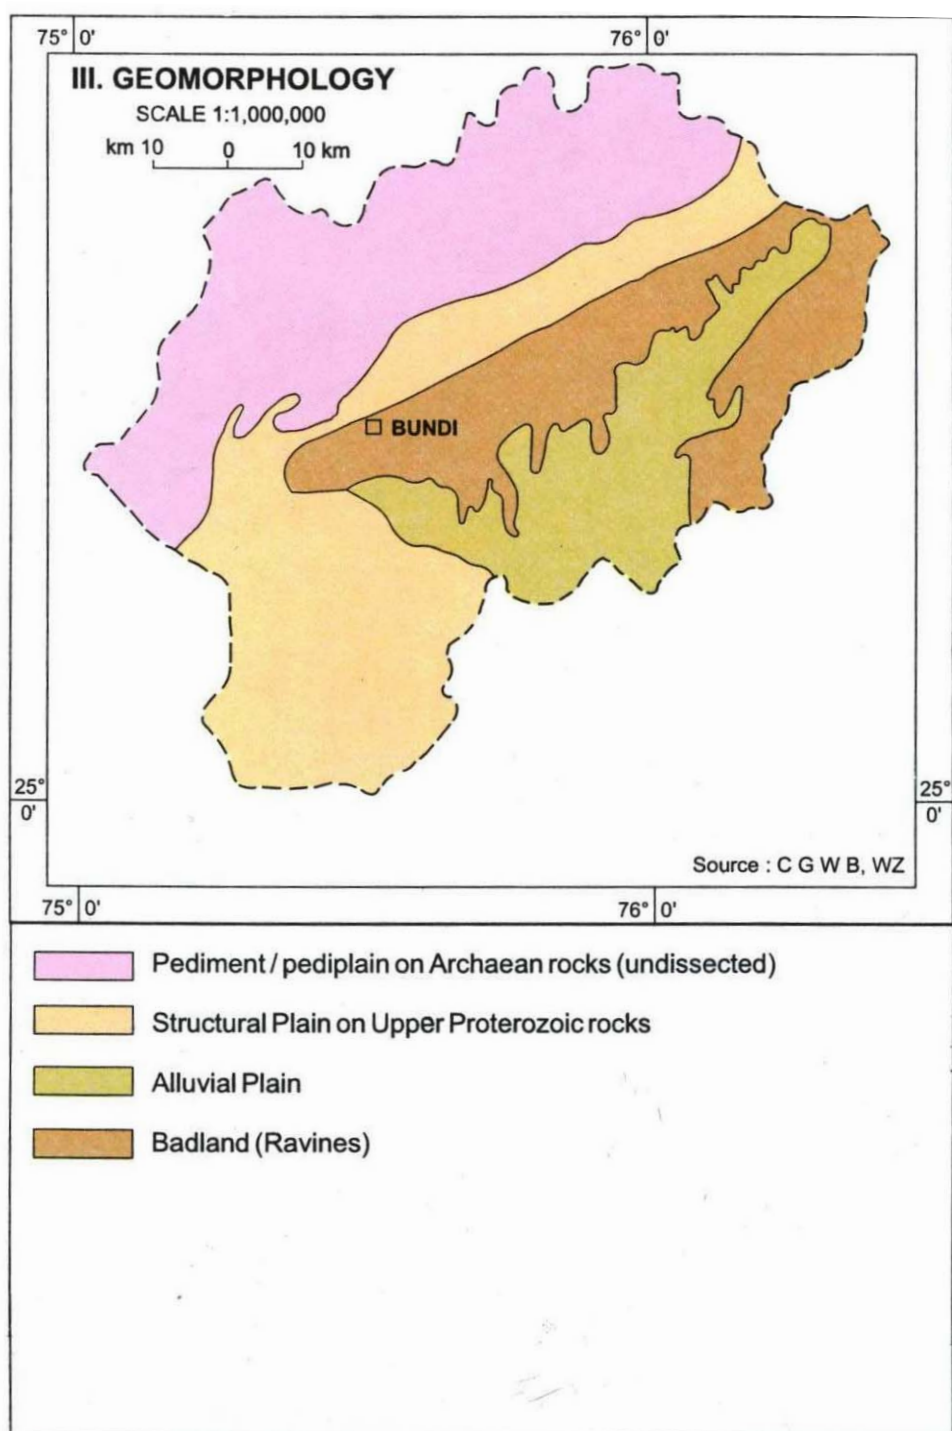 75° 0' 76° 0'
III. GEOMORPHOLOGY
SCALE 1:1,000,000
km 10 0 10 km
BUNDI
25° 25°
0' 0'
Source : C G W B, WZ
75° 0' 76° 0'
Pediment / pediplain on Archaean rocks (undissected)
Structural Plain on Upper Proterozoic rocks
Alluvial Plain
Badland (Ravines)